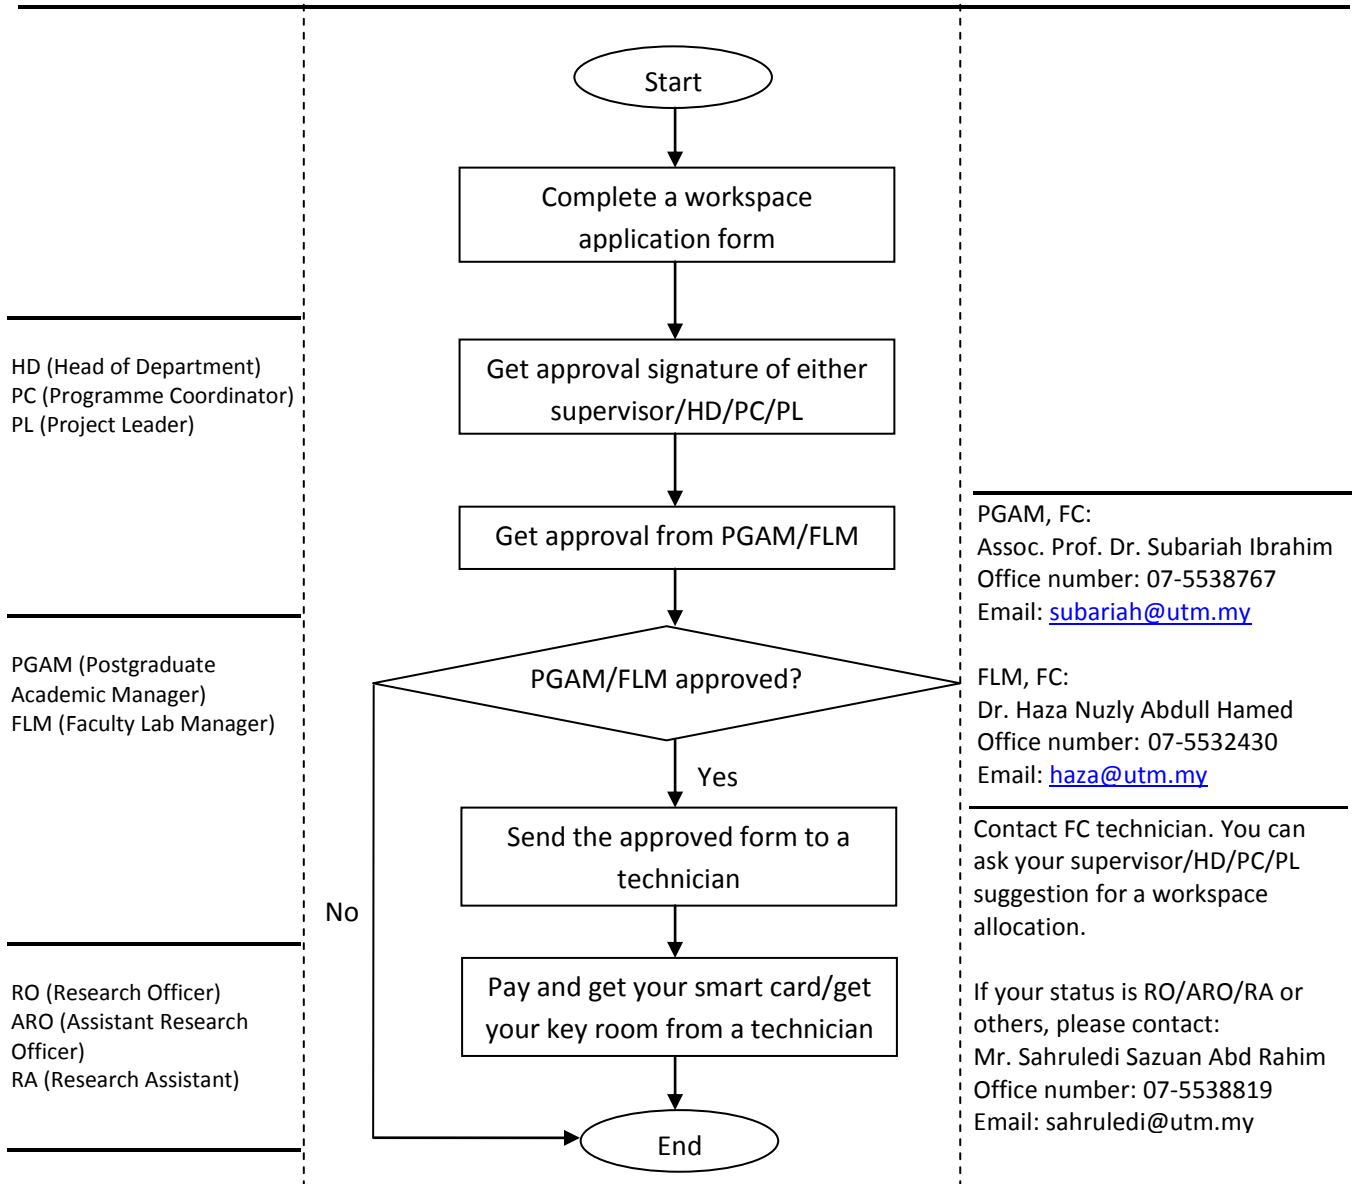 Start
Complete a workspace
application form
HD (Head of Department)
PC (Programme Coordinator)
PL (Project Leader)
Get approval signature of either
supervisor/HD/PC/PL
Get approval from PGAM/FLM
PGAM, FC:
Assoc. Prof. Dr. Subariah Ibrahim
Office number: 07-5538767
Email: subariah@utm.my
PGAM (Postgraduate
Academic Manager)
FLM (Faculty Lab Manager)
PGAM/FLM approved?
FLM, FC:
Dr. Haza Nuzly Abdull Hamed
Office number: 07-5532430
Email: haza@utm.my
Yes
No
Send the approved form to a
technician
Contact FC technician. You can
ask your supervisor/HD/PC/PL
suggestion for a workspace
allocation.
RO (Research Officer)
ARO (Assistant Research
Officer)
RA (Research Assistant)
Pay and get your smart card/get
your key room from a technician
If your status is RO/ARO/RA or
others, please contact:
Mr. Sahruledi Sazuan Abd Rahim
Office number: 07-5538819
Email: sahruledi@utm.my
End